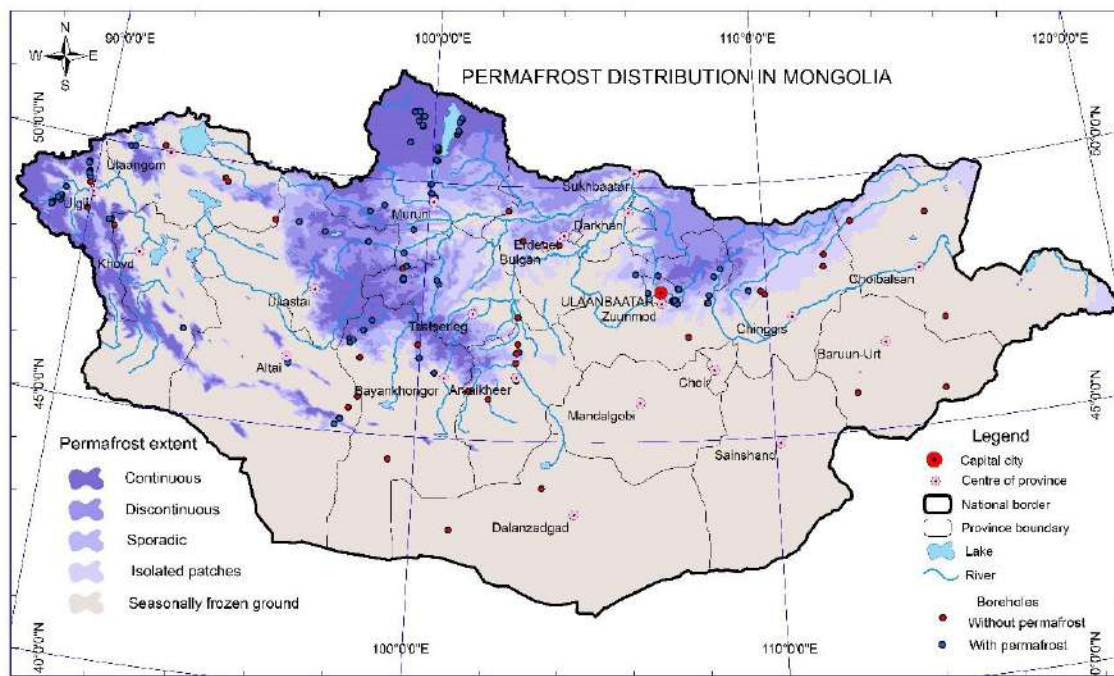 90°0'0"E
100°0'0"E
110°0'0"E
120°0'0"E
N
W
E
S
PERMAFROST DISTRIBUTION IN MONGOLIA
50°0'0"N
50°0'0"N
Ulaangom
Ulgii
Khovd
Murun
Sukhbaatar
Darkhan
Erdenet
Bulgan
Uliastai
Tsetserleg
ULAANBAATAR
Zuunmod
Choibalsan
Chinggis
Baruun-Urt
Altai
Bayankhongor
Arvaikheer
Choir
Mandalgobi
Sainshand
Dalanzadgad
45°0'0"N
45°0'0"N
Permafrost extent
Continuous
Discontinuous
Sporadic
Isolated patches
Seasonally frozen ground
Legend
Capital city
Centre of province
National border
Province boundary
Lake
River
Boreholes
Without permafrost
With permafrost
40°0'0"N
100°0'0"E
110°0'0"E